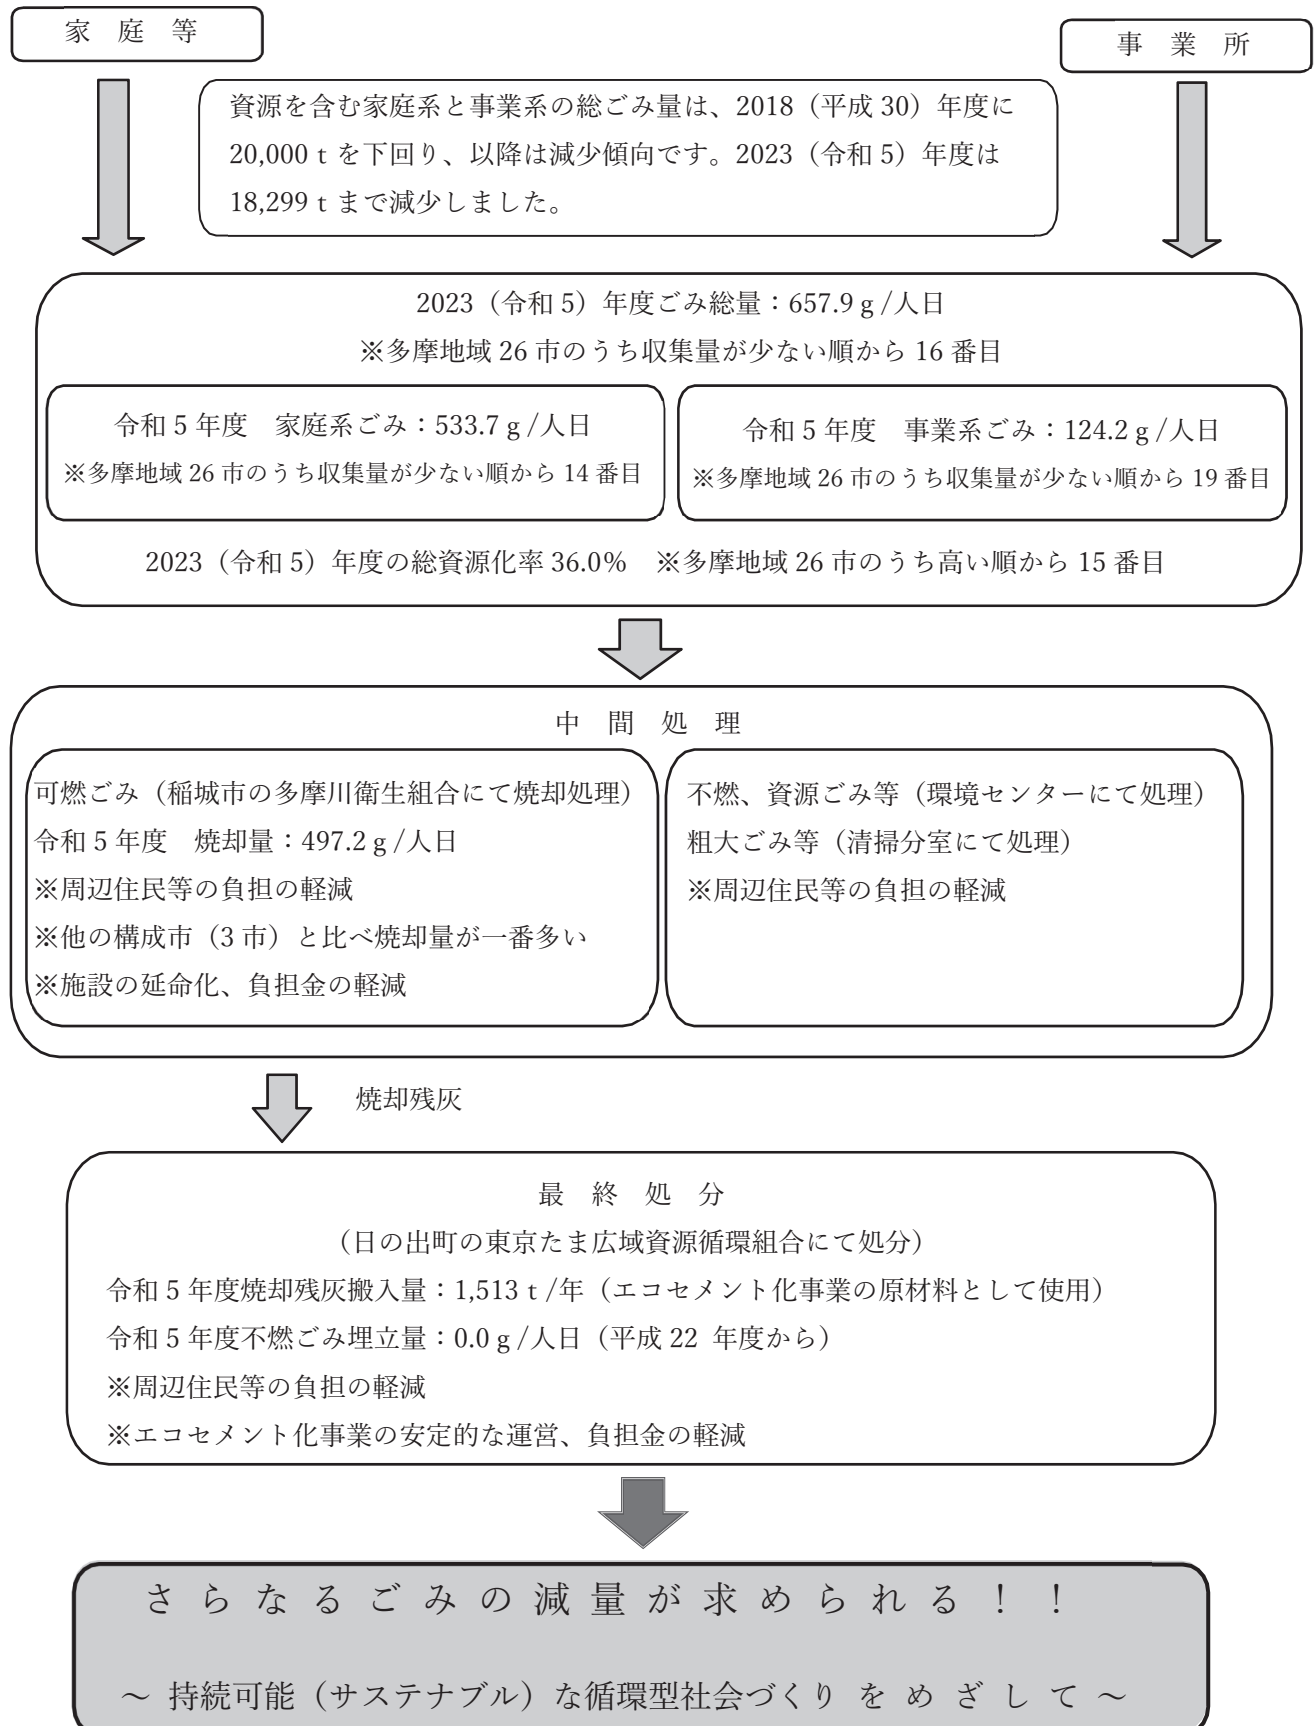 家　庭　等
事　業　所
資源を含む家庭系と事業系の総ごみ量は、2018（平成 30）年度に
20,000ｔを下回り、以降は減少傾向です。2023（令和 5）年度は
18,299ｔまで減少しました。
2023（令和 5）年度ごみ総量：657.9ｇ/人日
※多摩地域 26 市のうち収集量が少ない順から 16 番目
令和 5 年度　家庭系ごみ：533.7ｇ/人日
※多摩地域 26 市のうち収集量が少ない順から 14 番目
令和 5 年度　事業系ごみ：124.2ｇ/人日
※多摩地域 26 市のうち収集量が少ない順から 19 番目
2023（令和 5）年度の総資源化率 36.0%　※多摩地域 26 市のうち高い順から 15 番目
中　間　処　理
可燃ごみ（稲城市の多摩川衛生組合にて焼却処理）
令和 5 年度　焼却量：497.2ｇ/人日
※周辺住民等の負担の軽減
※他の構成市（3 市）と比べ焼却量が一番多い
※施設の延命化、負担金の軽減
不燃、資源ごみ等（環境センターにて処理）
粗大ごみ等（清掃分室にて処理）
※周辺住民等の負担の軽減
焼却残灰
最　終　処　分
（日の出町の東京たま広域資源循環組合にて処分）
令和 5 年度焼却残灰搬入量：1,513ｔ/年（エコセメント化事業の原材料として使用）
令和 5 年度不燃ごみ埋立量：0.0ｇ/人日（平成 22 年度から）
※周辺住民等の負担の軽減
※エコセメント化事業の安定的な運営、負担金の軽減
さ ら な る ご み の 減 量 が 求 め ら れ る ！ ！
～ 持続可能（サステナブル）な循環型社会づくり を め ざ し て ～